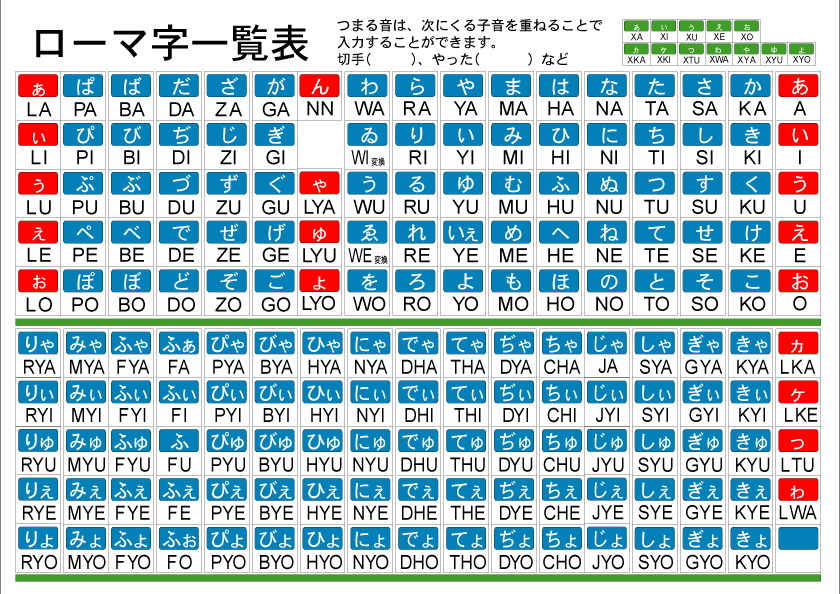 ローマ字一覧表
つまる音は、次にくる子音を重ねることで
入力することができます。
切手( )、やった( )など
ぁ ぃ ぅ ぇ ぉ
XA XI XU XE XO
ヵ ヶ っ ゎ ゃ ゅ ょ
XKA XKI XTU XWA XYA XYU XYO
ぁ ぱ ば だ ざ が ん わ ら や ま は な た さ か あ
LA PA BA DA ZA GA NN WA RA YA MA HA NA TA SA KA A
ぃ ぴ び ぢ じ ぎ ゐ り い み ひ に ち し き い
LI PI BI DI ZI GI WI変換 RI YI MI HI NI TI SI KI I
ぅ ぷ ぶ づ ず ぐ ゃ う る ゆ む ふ ぬ つ す く う
LU PU BU DU ZU GU LYA WU RU YU MU HU NU TU SU KU U
ぇ ぺ べ で ぜ げ ゅ ゑ れ いぇ め へ ね て せ け え
LE PE BE DE ZE GE LYU WE変換 RE YE ME HE NE TE SE KE E
ぉ ぽ ぼ ど ぞ ご ょ を ろ よ も ほ の と そ こ お
LO PO BO DO ZO GO LYO WO RO YO MO HO NO TO SO KO O
りゃ みゃ ふゃ ふぁ ぴゃ びゃ ひゃ にゃ でゃ てゃ ぢゃ ちゃ じゃ しゃ ぎゃ きゃ ヵ
RYA MYA FYA FA PYA BYA HYA NYA DHA THA DYA CHA JA SYA GYA KYA LKA
りぃ みぃ ふぃ ふぃ ぴぃ びぃ ひぃ にぃ でぃ てぃ ぢぃ ちぃ じぃ しぃ ぎぃ きぃ ヶ
RYI MYI FYI FI PYI BYI HYI NYI DHI THI DYI CHI JYI SYI GYI KYI LKE
りゅ みゅ ふゅ ふ ぴゅ びゅ ひゅ にゅ でゅ てゅ ぢゅ ちゅ じゅ しゅ ぎゅ きゅ っ
RYU MYU FYU FU PYU BYU HYU NYU DHU THU DYU CHU JYU SYU GYU KYU LTU
りぇ みぇ ふぇ ふぇ ぴぇ びぇ ひぇ にぇ でぇ てぇ ぢぇ ちぇ じぇ しぇ ぎぇ きぇ ゎ
RYE MYE FYE FE PYE BYE HYE NYE DHE THE DYE CHE JYE SYE GYE KYE LWA
りょ みょ ふょ ふぉ ぴょ びょ ひょ にょ でょ てょ ぢょ ちょ じょ しょ ぎょ きょ
RYO MYO FYO FO PYO BYO HYO NYO DHO THO DYO CHO JYO SYO GYO KYO